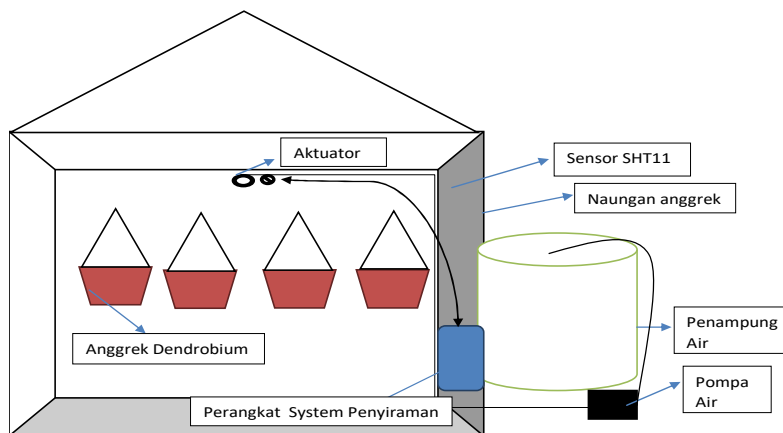 Aktuator
Sensor SHT11
Naungan anggrek
Anggrek Dendrobium
Penampung
Air
Perangkat System Penyiraman
Pompa
Air